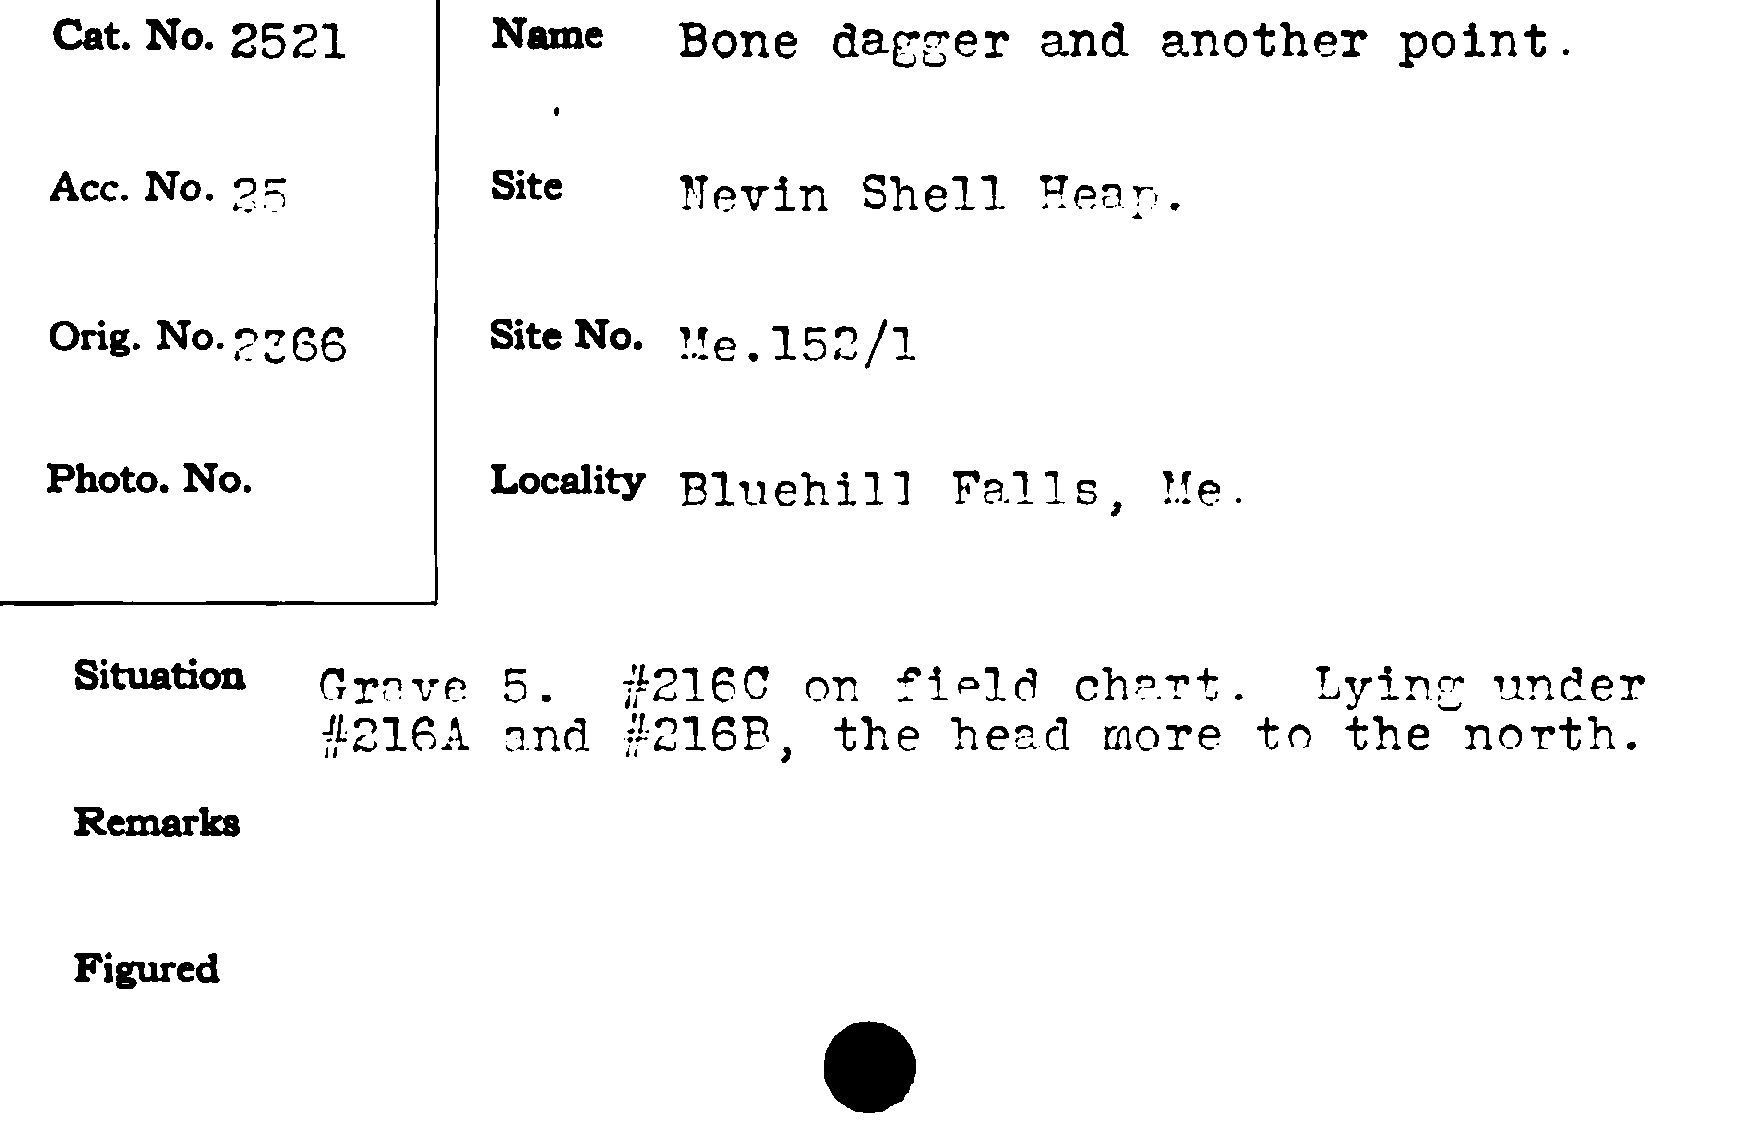 Cat. No. 2521
Name Bone dagger and another point.
Acc. No. 25
Site Nevin Shell Heap.
Orig. No. 2366
Site No. Me.152/1
Photo. No.
Locality Bluehill Falls, Me.
Situation Grave 5. #216C on field chart. Lying under
#216A and #216B, the head more to the north.
Remarks
Figured